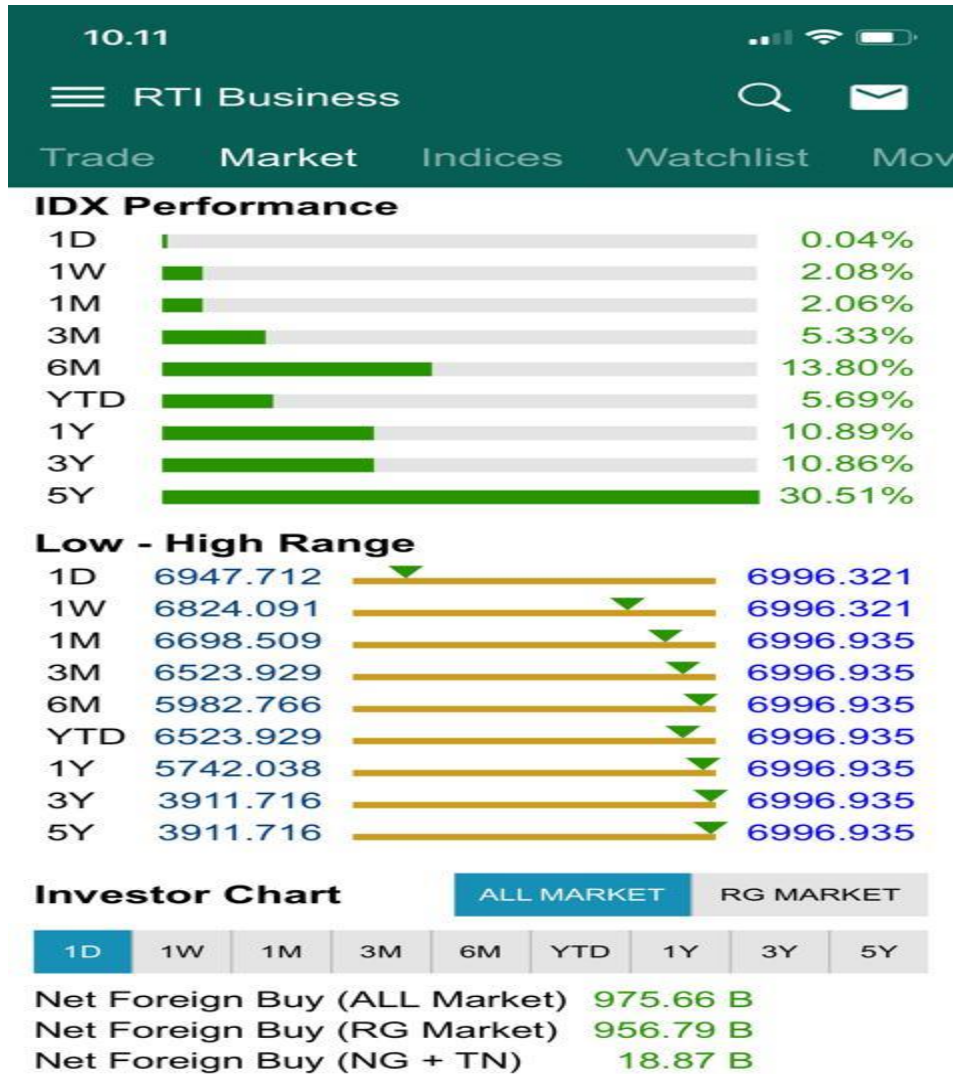 10.11
RTI Business
Trade Market Indices Watchlist Mov
IDX Performance
1D 0.04%
1W 2.08%
1M 2.06%
3M 5.33%
6M 13.80%
YTD 5.69%
1Y 10.89%
3Y 10.86%
5Y 30.51%
Low - High Range
1D 6947.712 6996.321
1W 6824.091 6996.321
1M 6698.509 6996.935
3M 6523.929 6996.935
6M 5982.766 6996.935
YTD 6523.929 6996.935
1Y 5742.038 6996.935
3Y 3911.716 6996.935
5Y 3911.716 6996.935
Investor Chart ALL MARKET RG MARKET
1D 1W 1M 3M 6M YTD 1Y 3Y 5Y
Net Foreign Buy (ALL Market) 975.66 B
Net Foreign Buy (RG Market) 956.79 B
Net Foreign Buy (NG + TN) 18.87 B